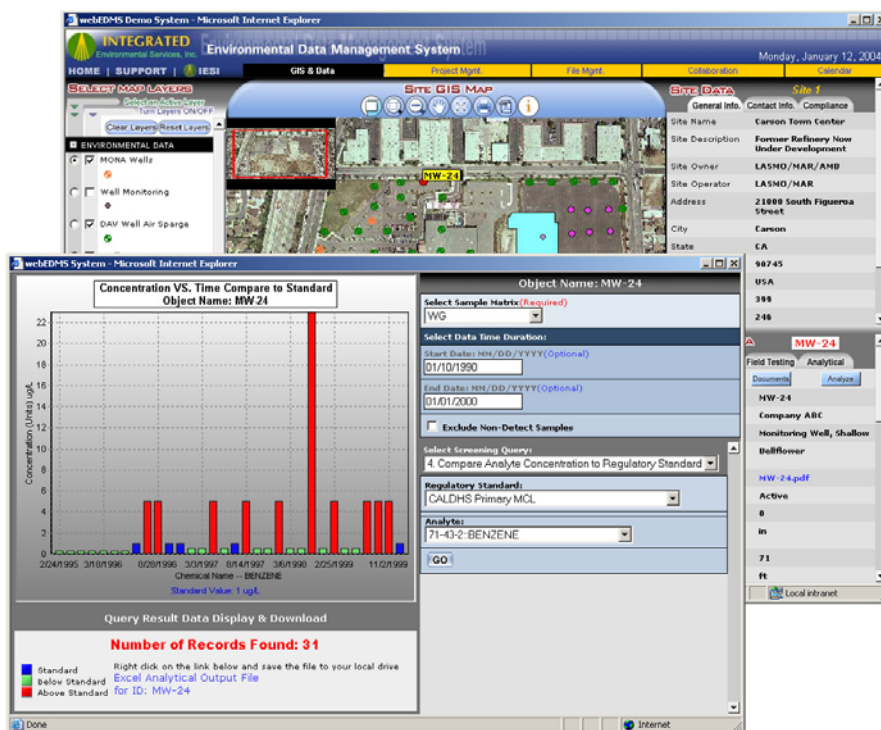 webEDMS Demo System - Microsoft Internet Explorer
INTEGRATED
Environmental Services, Inc.
Environmental Data Management System
Monday, January 12, 2004
HOME | SUPPORT | IESI
GIS & Data
Project Mgmt.
File Mgmt.
Collaboration
Calendar
SELECT MAP LAYERS
Select an Active Layer
Turn Layers ON/OFF
Clear Layers Reset Layers
ENVIRONMENTAL DATA
MONA Wells
Well Monitoring
DAV Well Air Sparge
SITE GIS MAP
MW-24
SITE DATA Site 1
General Info. Contact Info. Compliance
Site Name Carson Town Center
Site Description Former Refinery Now
Under Development
Site Owner LASMO/MAR/AMB
Site Operator LASMO/MAR
Address 21000 South Figueroa
Street
City Carson
State CA
90745
USA
399
246
A MW-24
Field Testing Analytical
Documents Analyze
MW-24
Company ABC
Monitoring Well, Shallow
Bellflower
MW-24.pdf
Active
8
in
71
ft
Local intranet
webEDMS System - Microsoft Internet Explorer
Concentration VS. Time Compare to Standard
Object Name: MW-24
Concentration (Units) ug/L
22
20
18
16
14
12
10
8
6
4
2
0
2/24/1995 3/18/1996 8/28/1996 3/3/1997 8/14/1997 3/6/1998 2/25/1999 11/2/1999
Chemical Name -- BENZENE
Standard Value: 1 ug/L
Query Result Data Display & Download
Number of Records Found: 31
Standard
Below Standard
Above Standard
Right click on the link below and save the file to your local drive
Excel Analytical Output File
for ID: MW-24
Object Name: MW-24
Select Sample Matrix(Required)
WG
Select Data Time Duration:
Start Date: MM/DD/YYYY(Optional)
01/10/1990
End Date: MM/DD/YYYY(Optional)
01/01/2000
Exclude Non-Detect Samples
Select Screening Query:
4. Compare Analyte Concentration to Regulatory Standard
Regulatory Standard:
CALDHS Primary MCL
Analyte:
71-43-2::BENZENE
GO
Done
Internet